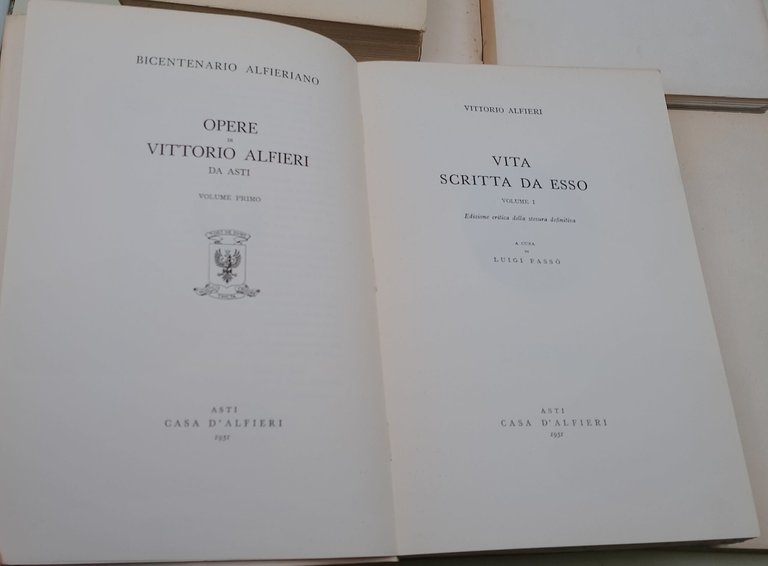 BICENTENARIO ALFIERIANO
OPERE
DI
VITTORIO ALFIERI
DA ASTI
VOLUME PRIMO
ASTI
CASA D'ALFIERI
1951
VITTORIO ALFIERI
VITA
SCRITTA DA ESSO
VOLUME I
Edizione critica della stesura definitiva
A CURA
DI
LUIGI FASSÒ
ASTI
CASA D'ALFIERI
1951